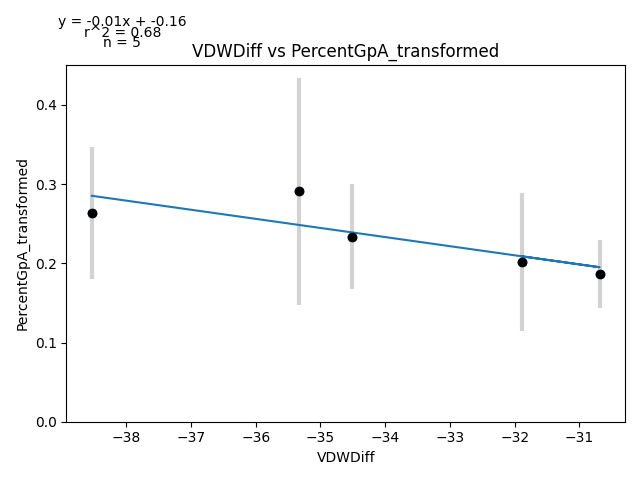 y = -0.01x + -0.16
r^2 = 0.68
n = 5
VDWDiff vs PercentGpA_transformed
PercentGpA_transformed
0.4
0.3
0.2
0.1
0.0
−38 −37 −36 −35 −34 −33 −32 −31
VDWDiff